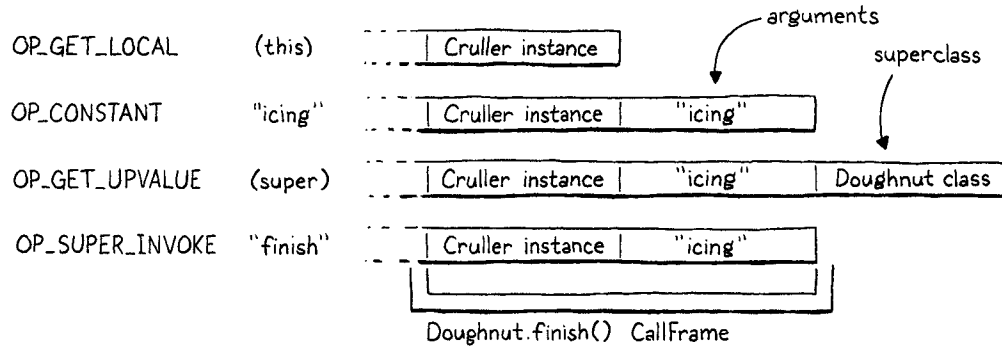 arguments
superclass
OP_GET_LOCAL (this) Cruller instance
OP_CONSTANT "icing" Cruller instance "icing"
OP_GET_UPVALUE (super) Cruller instance "icing" Doughnut class
OP_SUPER_INVOKE "finish" Cruller instance "icing"
Doughnut.finish() CallFrame